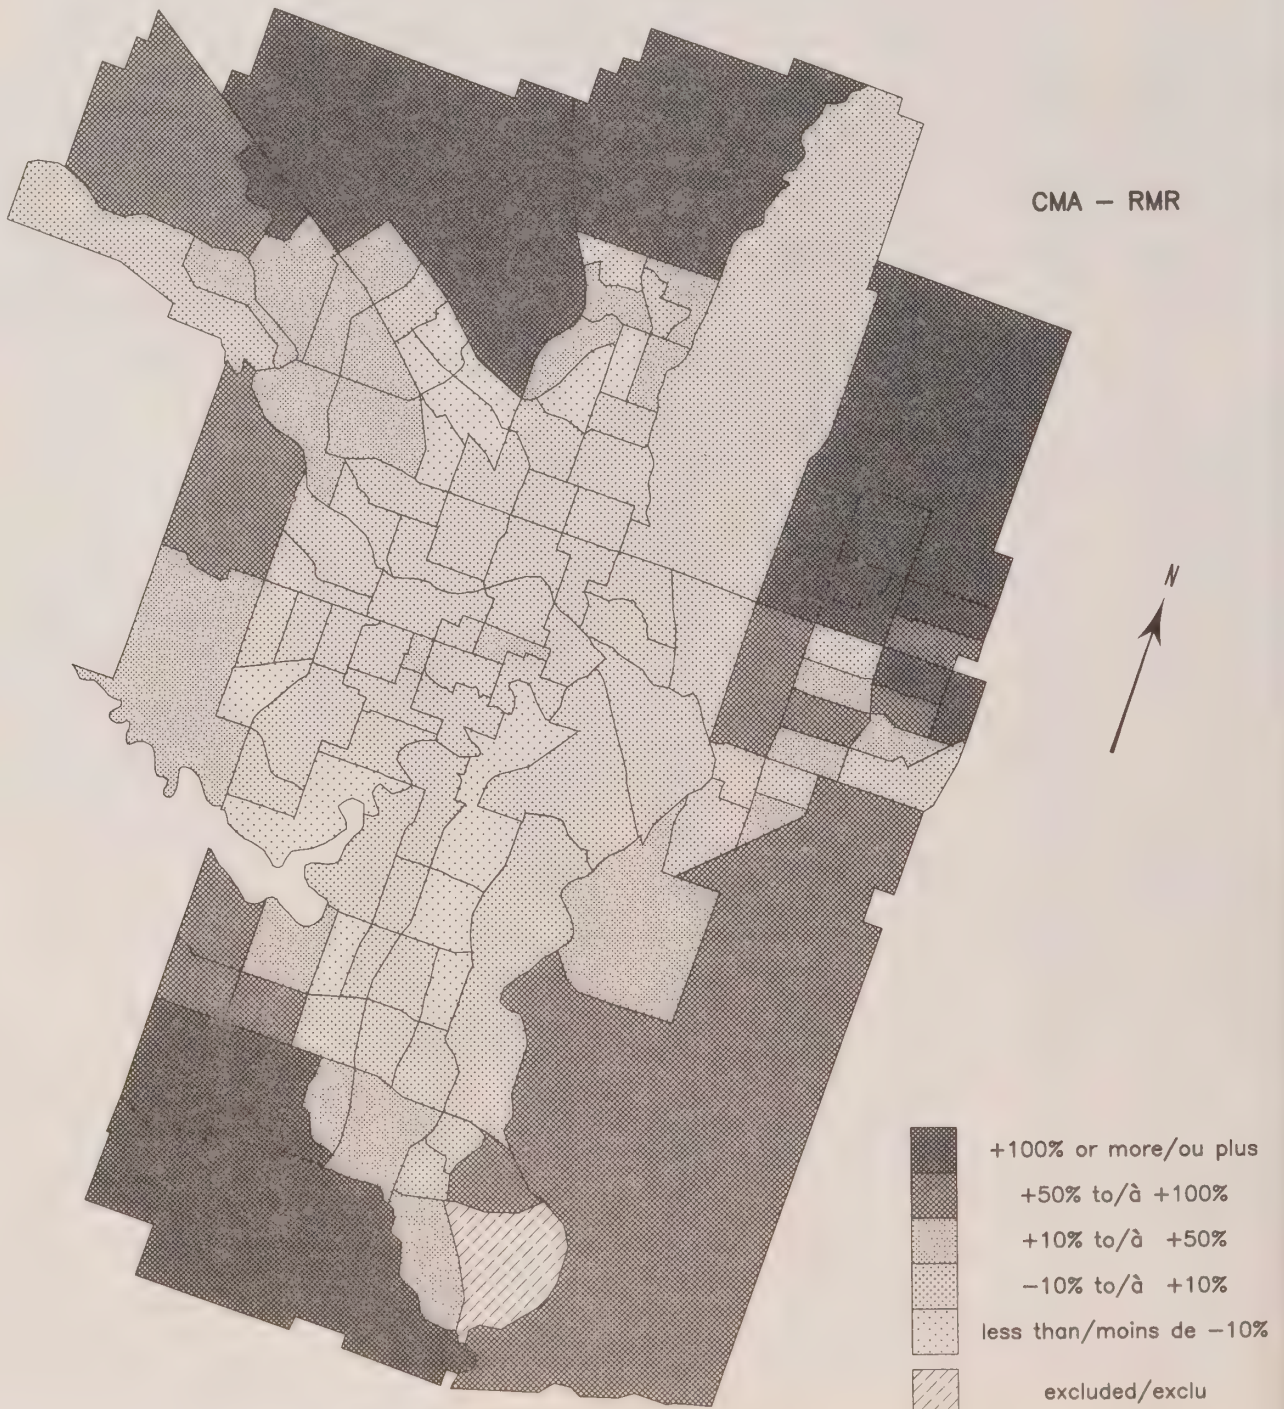 CMA – RMR
N
+100% or more/ou plus
+50% to/à +100%
+10% to/à +50%
-10% to/à +10%
less than/moins de -10%
excluded/exclu